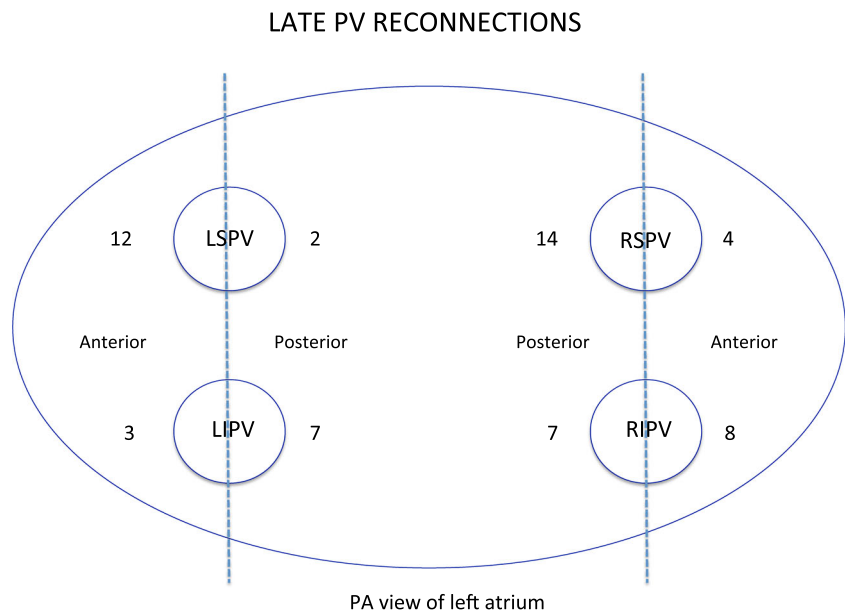 LATE PV RECONNECTIONS
12 LSPV 2 14 RSPV 4
Anterior Posterior Posterior Anterior
3 LIPV 7 7 RIPV 8
PA view of left atrium